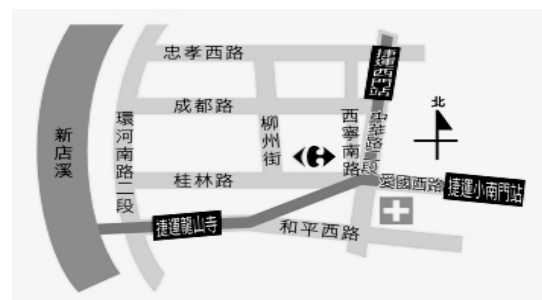 忠孝西路
捷運西門站
成都路
北
新店溪
環河南路二段
柳州街
西寧南路
中華路一段
桂林路
愛國西路
捷運小南門站
捷運龍山寺
和平西路